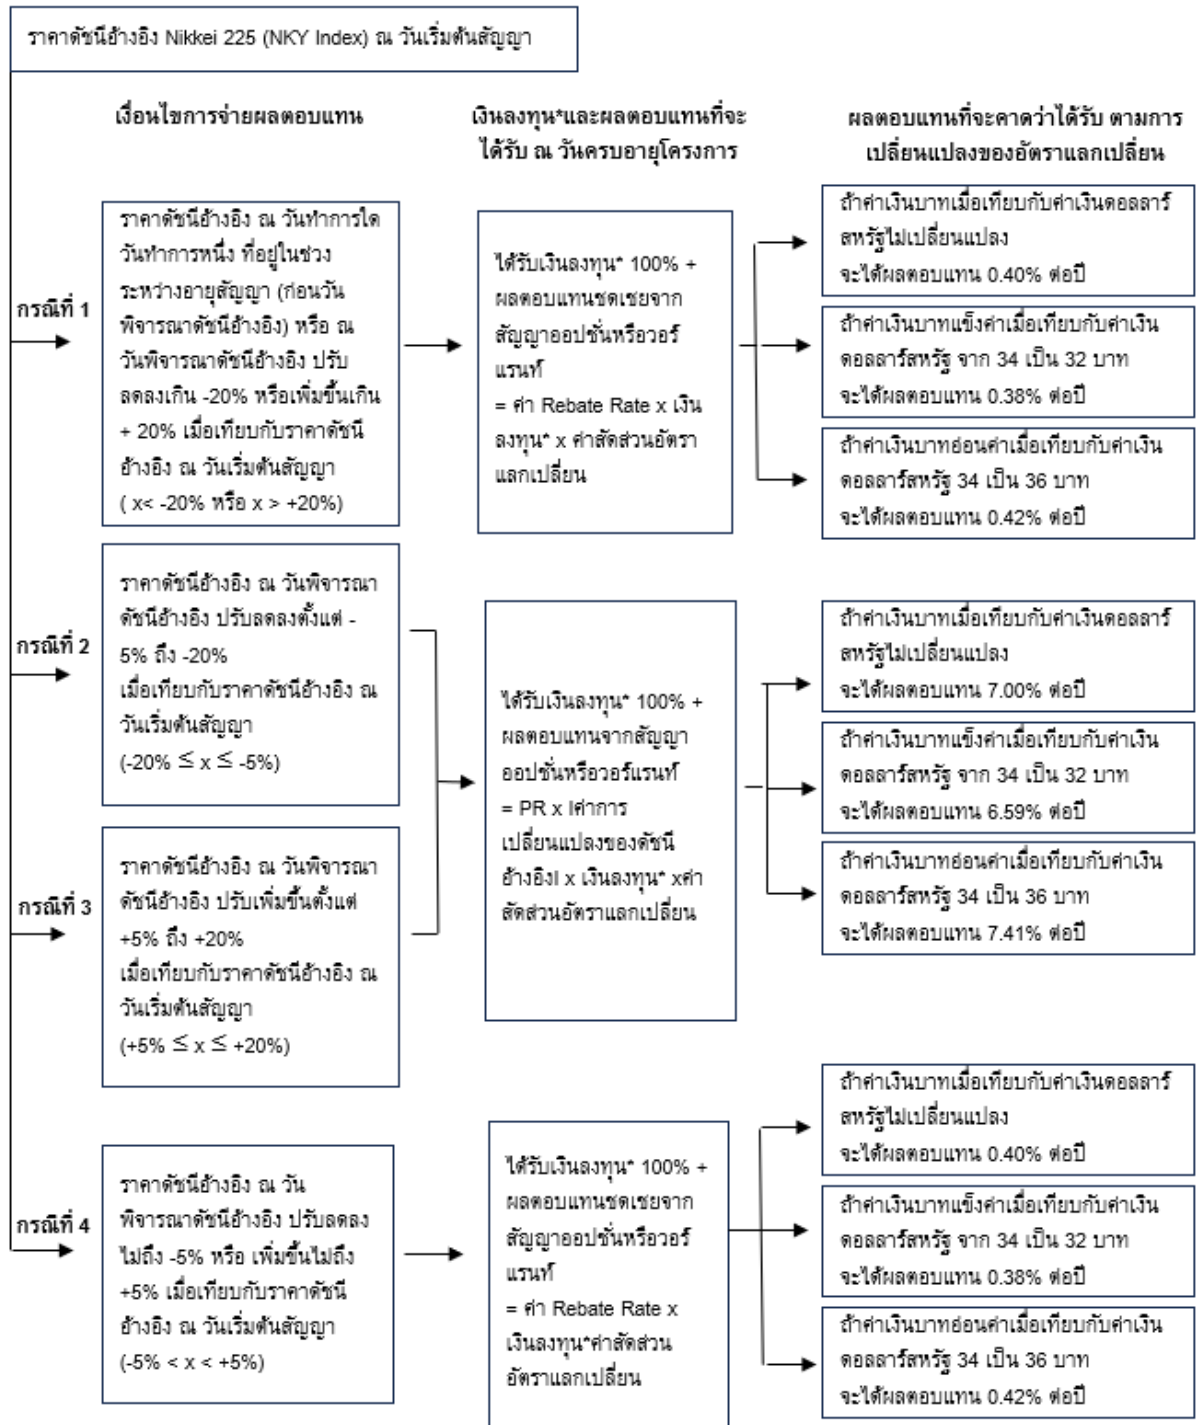 ราคาดัชนีอ้างอิง Nikkei 225 (NKY Index) ณ วันเริ่มต้นสัญญา
เงื่อนไขการจ่ายผลตอบแทน
เงินลงทุน*และผลตอบแทนที่จะ
ได้รับ ณ วันครบอายุโครงการ
ผลตอบแทนที่จะคาดว่าได้รับ ตามการ
เปลี่ยนแปลงของอัตราแลกเปลี่ยน
กรณีที่ 1
ราคาดัชนีอ้างอิง ณ วันทำการใด
วันทำการหนึ่ง ที่อยู่ในช่วง
ระหว่างอายุสัญญา (ก่อนวัน
พิจารณาดัชนีอ้างอิง) หรือ ณ
วันพิจารณาดัชนีอ้างอิง ปรับ
ลดลงเกิน -20% หรือเพิ่มขึ้นเกิน
+ 20% เมื่อเทียบกับราคาดัชนี
อ้างอิง ณ วันเริ่มต้นสัญญา
( x< -20% หรือ x > +20%)
ได้รับเงินลงทุน* 100% +
ผลตอบแทนชดเชยจาก
สัญญาออปชั่นหรือวอร์
แรนท์
= ค่า Rebate Rate x เงิน
ลงทุน* x ค่าสัดส่วนอัตรา
แลกเปลี่ยน
ถ้าค่าเงินบาทเมื่อเทียบกับค่าเงินดอลลาร์
สหรัฐไม่เปลี่ยนแปลง
จะได้ผลตอบแทน 0.40% ต่อปี
ถ้าค่าเงินบาทแข็งค่าเมื่อเทียบกับค่าเงิน
ดอลลาร์สหรัฐ จาก 34 เป็น 32 บาท
จะได้ผลตอบแทน 0.38% ต่อปี
ถ้าค่าเงินบาทอ่อนค่าเมื่อเทียบกับค่าเงิน
ดอลลาร์สหรัฐ 34 เป็น 36 บาท
จะได้ผลตอบแทน 0.42% ต่อปี
กรณีที่ 2
ราคาดัชนีอ้างอิง ณ วันพิจารณา
ดัชนีอ้างอิง ปรับลดลงตั้งแต่ -
5% ถึง -20%
เมื่อเทียบกับราคาดัชนีอ้างอิง ณ
วันเริ่มต้นสัญญา
(-20% ≤ x ≤ -5%)
กรณีที่ 3
ราคาดัชนีอ้างอิง ณ วันพิจารณา
ดัชนีอ้างอิง ปรับเพิ่มขึ้นตั้งแต่
+5% ถึง +20%
เมื่อเทียบกับราคาดัชนีอ้างอิง ณ
วันเริ่มต้นสัญญา
(+5% ≤ x ≤ +20%)
ได้รับเงินลงทุน* 100% +
ผลตอบแทนจากสัญญา
ออปชั่นหรือวอร์แรนท์
= PR x lค่าการ
เปลี่ยนแปลงของดัชนี
อ้างอิงl x เงินลงทุน* xค่า
สัดส่วนอัตราแลกเปลี่ยน
ถ้าค่าเงินบาทเมื่อเทียบกับค่าเงินดอลลาร์
สหรัฐไม่เปลี่ยนแปลง
จะได้ผลตอบแทน 7.00% ต่อปี
ถ้าค่าเงินบาทแข็งค่าเมื่อเทียบกับค่าเงิน
ดอลลาร์สหรัฐ จาก 34 เป็น 32 บาท
จะได้ผลตอบแทน 6.59% ต่อปี
ถ้าค่าเงินบาทอ่อนค่าเมื่อเทียบกับค่าเงิน
ดอลลาร์สหรัฐ 34 เป็น 36 บาท
จะได้ผลตอบแทน 7.41% ต่อปี
กรณีที่ 4
ราคาดัชนีอ้างอิง ณ วัน
พิจารณาดัชนีอ้างอิง ปรับลดลง
ไม่ถึง -5% หรือ เพิ่มขึ้นไม่ถึง
+5% เมื่อเทียบกับราคาดัชนี
อ้างอิง ณ วันเริ่มต้นสัญญา
(-5% < x < +5%)
ได้รับเงินลงทุน* 100% +
ผลตอบแทนชดเชยจาก
สัญญาออปชั่นหรือวอร์
แรนท์
= ค่า Rebate Rate x
เงินลงทุน*ค่าสัดส่วน
อัตราแลกเปลี่ยน
ถ้าค่าเงินบาทเมื่อเทียบกับค่าเงินดอลลาร์
สหรัฐไม่เปลี่ยนแปลง
จะได้ผลตอบแทน 0.40% ต่อปี
ถ้าค่าเงินบาทแข็งค่าเมื่อเทียบกับค่าเงิน
ดอลลาร์สหรัฐ จาก 34 เป็น 32 บาท
จะได้ผลตอบแทน 0.38% ต่อปี
ถ้าค่าเงินบาทอ่อนค่าเมื่อเทียบกับค่าเงิน
ดอลลาร์สหรัฐ 34 เป็น 36 บาท
จะได้ผลตอบแทน 0.42% ต่อปี